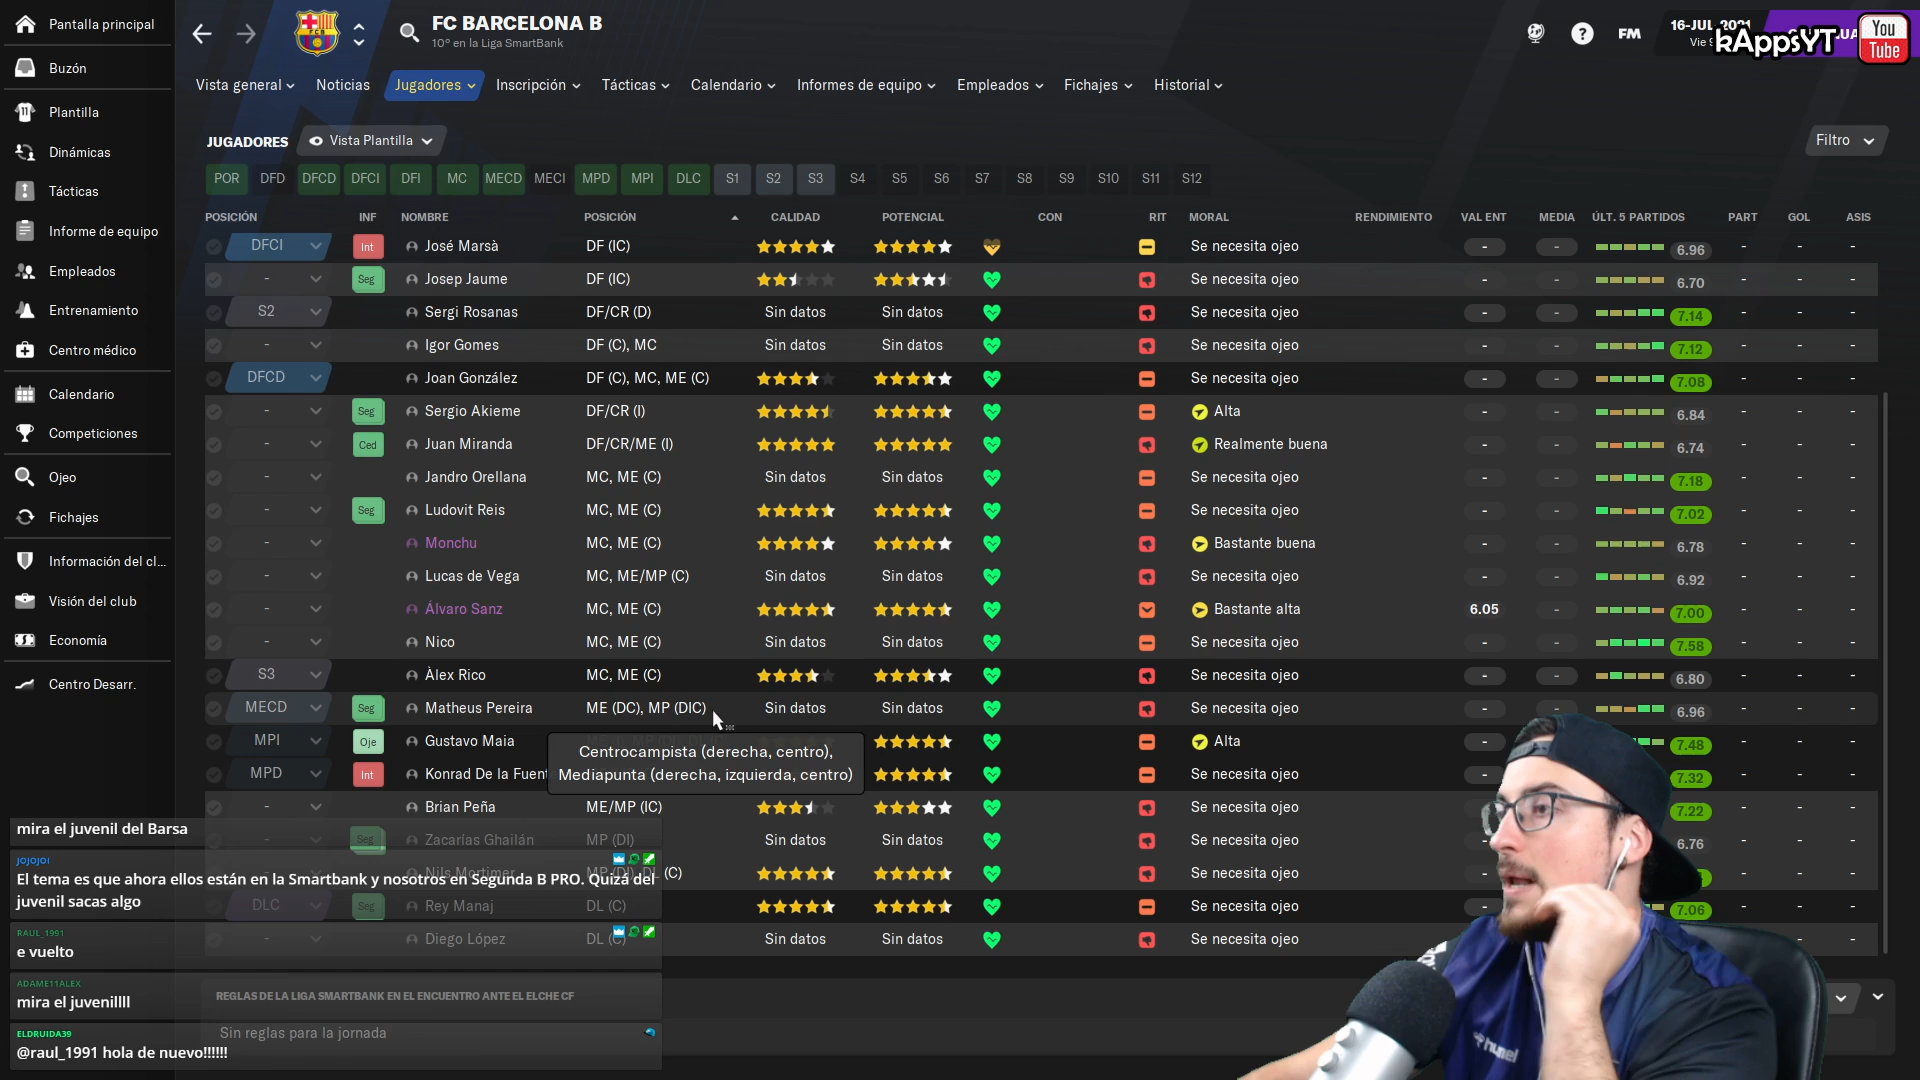 Pantalla principal
Buzón
Plantilla
Dinámicas
Tácticas
Informe de equipo
Empleados
Entrenamiento
Centro médico
Calendario
Competiciones
Ojeo
Fichajes
Información del cl...
Visión del club
Economía
Centro Desarr.
FC BARCELONA B
10º en la Liga SmartBank
FM
16-JUL 2021
Vie
kAppsYT
You
Tube
Vista general Noticias Jugadores Inscripción Tácticas Calendario Informes de equipo Empleados Fichajes Historial
JUGADORES Vista Plantilla Filtro
POR DFD DFCD DFCI DFI MC MECD MECI MPD MPI DLC S1 S2 S3 S4 S5 S6 S7 S8 S9 S10 S11 S12
POSICIÓN INF NOMBRE POSICIÓN CALIDAD POTENCIAL CON RIT MORAL RENDIMIENTO VAL ENT MEDIA ÚLT. 5 PARTIDOS PART GOL ASIS
DFCI Int José Marsà DF (IC) Se necesita ojeo - - 6.96 - - -
- Seg Josep Jaume DF (IC) Se necesita ojeo - - 6.70 - - -
S2 Sergi Rosanas DF/CR (D) Sin datos Sin datos Se necesita ojeo - - 7.14 - - -
- Igor Gomes DF (C), MC Sin datos Sin datos Se necesita ojeo - - 7.12 - - -
DFCD Joan González DF (C), MC, ME (C) Se necesita ojeo - - 7.08 - - -
- Seg Sergio Akieme DF/CR (I) Alta - - 6.84 - - -
- Ced Juan Miranda DF/CR/ME (I) Realmente buena - - 6.74 - - -
- Jandro Orellana MC, ME (C) Sin datos Sin datos Se necesita ojeo - - 7.18 - - -
- Seg Ludovit Reis MC, ME (C) Se necesita ojeo - - 7.02 - - -
- Monchu MC, ME (C) Bastante buena - - 6.78 - - -
- Lucas de Vega MC, ME/MP (C) Sin datos Sin datos Se necesita ojeo - - 6.92 - - -
- Álvaro Sanz MC, ME (C) Bastante alta 6.05 - 7.00 - - -
- Nico MC, ME (C) Sin datos Sin datos Se necesita ojeo - - 7.58 - - -
S3 Àlex Rico MC, ME (C) Se necesita ojeo - - 6.80 - - -
MECD Seg Matheus Pereira ME (DC), MP (DIC) Sin datos Sin datos Se necesita ojeo - - 6.96 - - -
MPI Oje Gustavo Maia Alta - 7.48 - - -
Centrocampista (derecha, centro),
Mediapunta (derecha, izquierda, centro)
MPD Int Konrad De la Fuent Se necesita ojeo - 7.32 - - -
- Brian Peña ME/MP (IC) Se necesita ojeo 7.22 - - -
- Seg Zacarías Ghailán MP (DI) Sin datos Sin datos Se necesita ojeo 6.76 - - -
Nils Mortimer MP (DI), DL (C) Se necesita ojeo - - -
DLC Seg Rey Manaj DL (C) Se necesita ojeo - 7.06 - - -
- Diego López DL (C) Sin datos Sin datos Se necesita ojeo - - -
REGLAS DE LA LIGA SMARTBANK EN EL ENCUENTRO ANTE EL ELCHE CF
Sin reglas para la jornada
mira el juvenil del Barsa
JOJOJOI
El tema es que ahora ellos están en la Smartbank y nosotros en Segunda B PRO. Quizá del
juvenil sacas algo
RAUL_1991
e vuelto
ADAME11ALEX
mira el juvenillll
ELDRUIDA39
@raul_1991 hola de nuevo!!!!!!
hummel